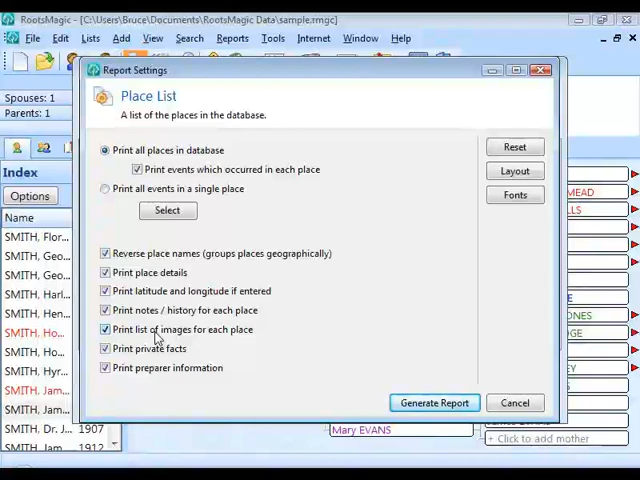 RootsMagic - [C:\Users\Bruce\Documents\RootsMagic Data\sample.rmgc]
File Edit Lists Add View Search Reports Tools Internet Window Help
Report Settings
Place List
A list of the places in the database.
Spouses: 1
Parents: 1
Print all places in database
Reset
Print events which occurred in each place
Layout
Index
Print all events in a single place
MEAD
Options
Fonts
Select
LLS
Name
SMITH, Flor...
SMITH, Geo...
Reverse place names (groups places geographically)
SMITH, Geo...
Print place details
SMITH, Har...
Print latitude and longitude if entered
SMITH, Har...
Print notes / history for each place
ONES
SMITH, Ho...
Print list of images for each place
SMITH, Ho...
Print private facts
SMITH, Hyr...
Print preparer information
EY
SMITH, Jam...
SMITH, Jam...
Generate Report
Cancel
SMITH, Dr. J...
1907
Mary EVANS
+ Click to add mother
SMITH, Jam...
1912